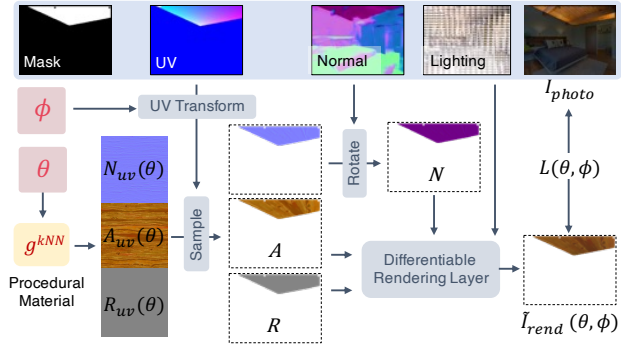 Mask
UV
Normal
Lighting
I_photo
ϕ
UV Transform
θ
N_uv(θ)
Rotate
N
L(θ, ϕ)
g^kNN
A_uv(θ)
Sample
A
Differentiable
Rendering Layer
Procedural
Material
R_uv(θ)
R
Ĩ_rend (θ, ϕ)